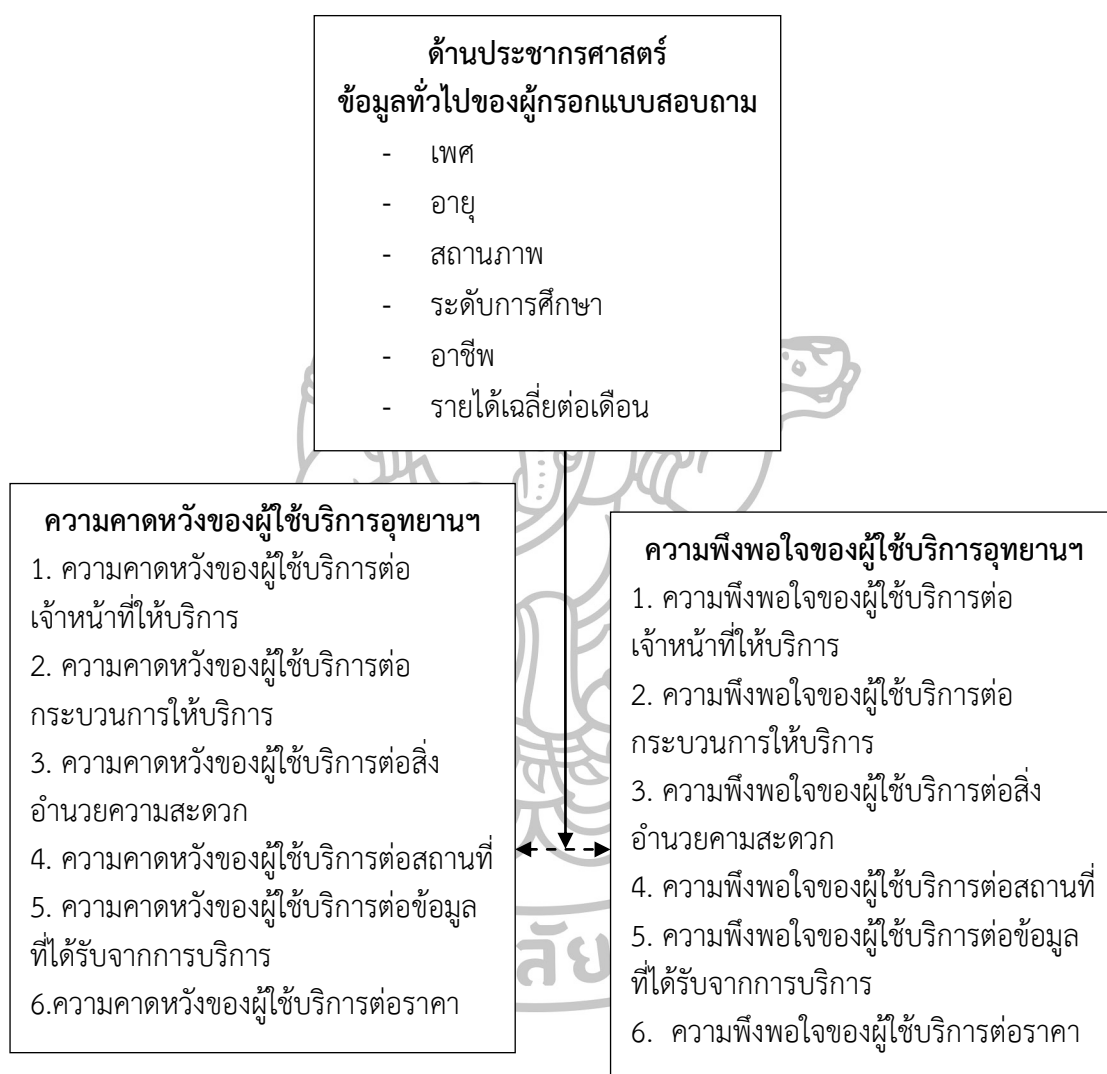 ด้านประชากรศาสตร์
ข้อมูลทั่วไปของผู้กรอกแบบสอบถาม
- เพศ
- อายุ
- สถานภาพ
- ระดับการศึกษา
- อาชีพ
- รายได้เฉลี่ยต่อเดือน
ความคาดหวังของผู้ใช้บริการอุทยานฯ
1. ความคาดหวังของผู้ใช้บริการต่อ
เจ้าหน้าที่ให้บริการ
2. ความคาดหวังของผู้ใช้บริการต่อ
กระบวนการให้บริการ
3. ความคาดหวังของผู้ใช้บริการต่อสิ่ง
อำนวยความสะดวก
4. ความคาดหวังของผู้ใช้บริการต่อสถานที่
5. ความคาดหวังของผู้ใช้บริการต่อข้อมูล
ที่ได้รับจากการบริการ
6.ความคาดหวังของผู้ใช้บริการต่อราคา
ความพึงพอใจของผู้ใช้บริการอุทยานฯ
1. ความพึงพอใจของผู้ใช้บริการต่อ
เจ้าหน้าที่ให้บริการ
2. ความพึงพอใจของผู้ใช้บริการต่อ
กระบวนการให้บริการ
3. ความพึงพอใจของผู้ใช้บริการต่อสิ่ง
อำนวยคามสะดวก
4. ความพึงพอใจของผู้ใช้บริการต่อสถานที่
5. ความพึงพอใจของผู้ใช้บริการต่อข้อมูล
ที่ได้รับจากการบริการ
6. ความพึงพอใจของผู้ใช้บริการต่อราคา
ลัย